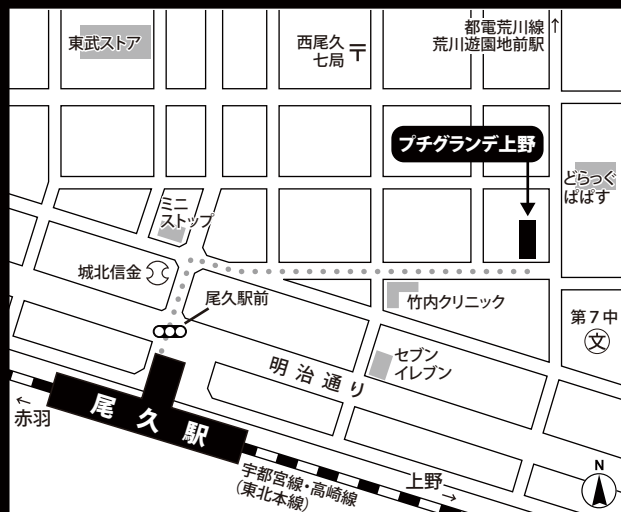 東武ストア
西尾久
七局
〒
都電荒川線
荒川遊園地前駅
↑
プチグランデ上野
どらっぐ
ぱぱす
ミニ
ストップ
城北信金
尾久駅前
竹内クリニック
第7中
文
セブン
イレブン
明治通り
尾久駅
←
赤羽
宇都宮線・高崎線
(東北本線)
上野
→
N